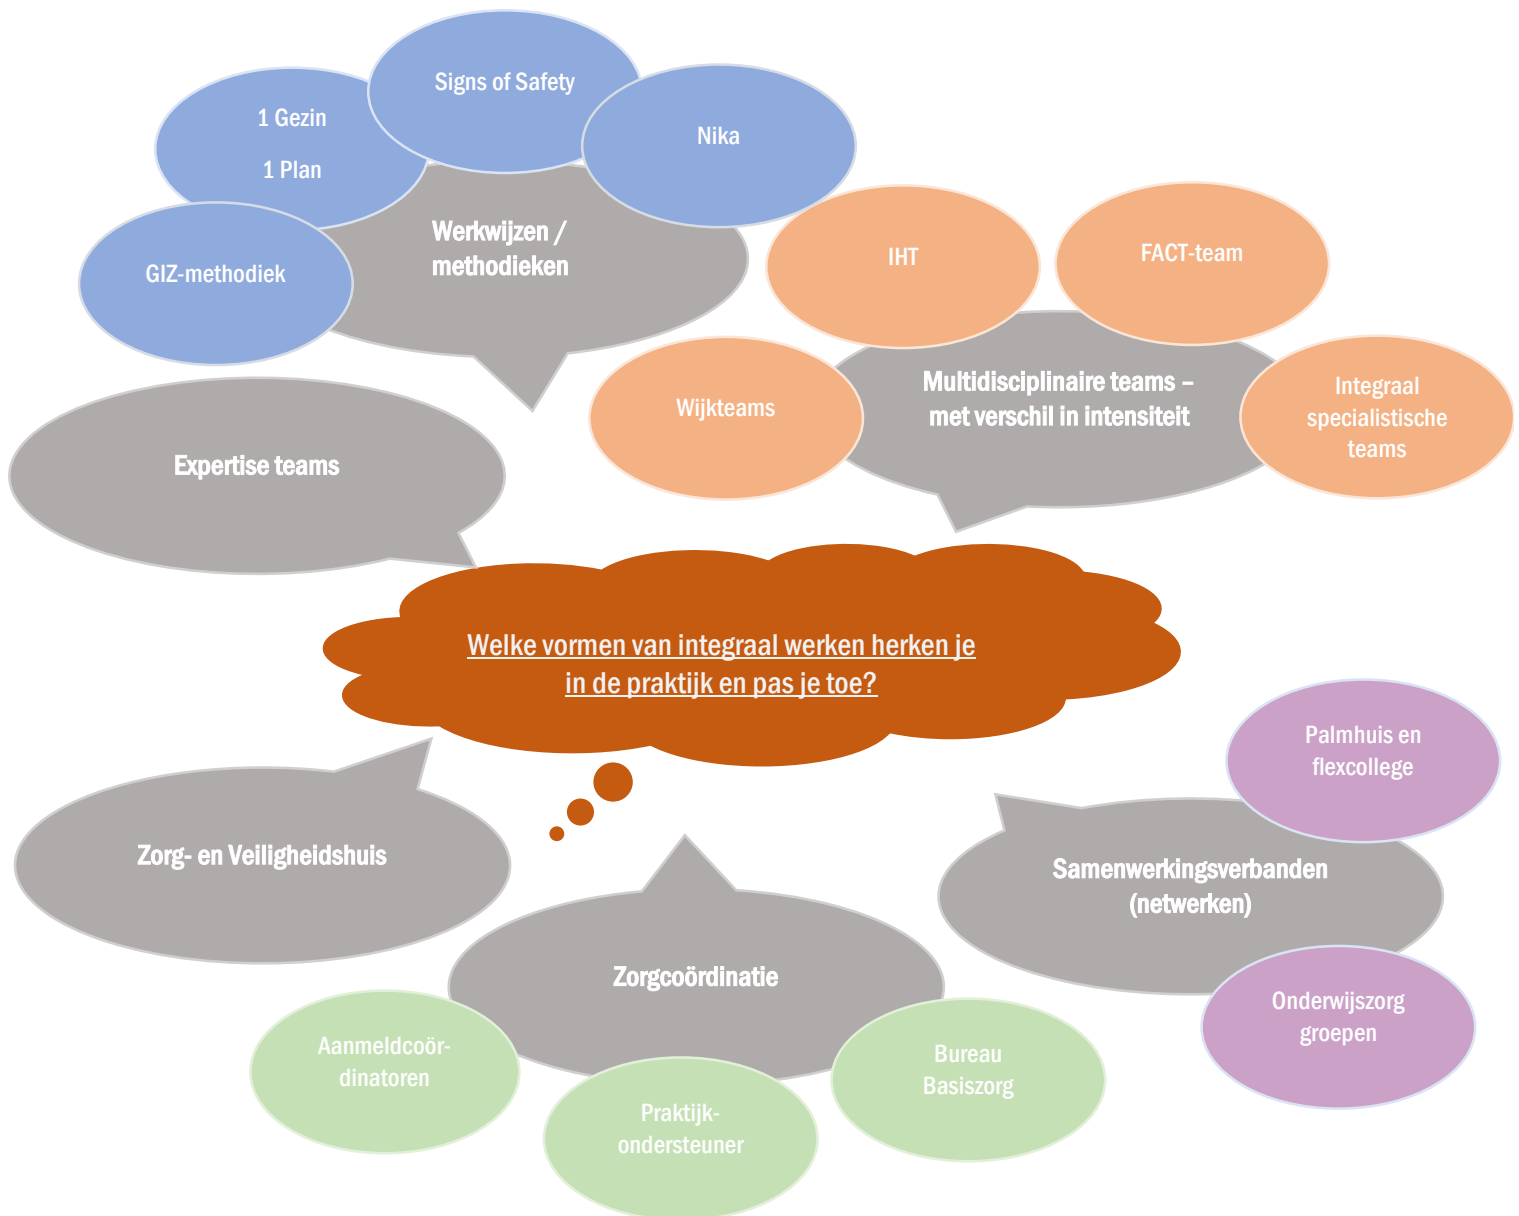 Signs of Safety
1 Gezin
1 Plan
Nika
Werkwijzen /
methodieken
GIZ-methodiek
IHT
FACT-team
Multidisciplinaire teams –
met verschil in intensiteit
Wijkteams
Integraal
specialistische
teams
Expertise teams
Welke vormen van integraal werken herken je
in de praktijk en pas je toe?
Palmhuis en
flexcollege
Zorg- en Veiligheidshuis
Samenwerkingsverbanden
(netwerken)
Zorgcoördinatie
Onderwijszorg
groepen
Aanmeldcoör-
dinatoren
Praktijk-
ondersteuner
Bureau
Basiszorg